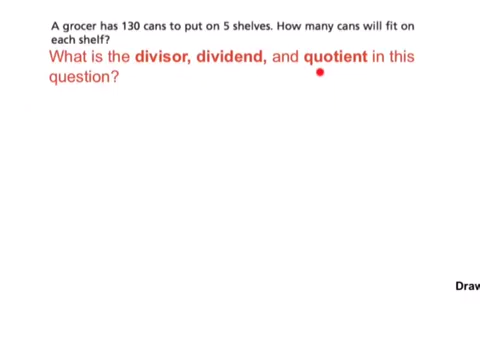 A grocer has 130 cans to put on 5 shelves. How many cans will fit on
each shelf?
What is the divisor, dividend, and quotient in this
question?
Draw